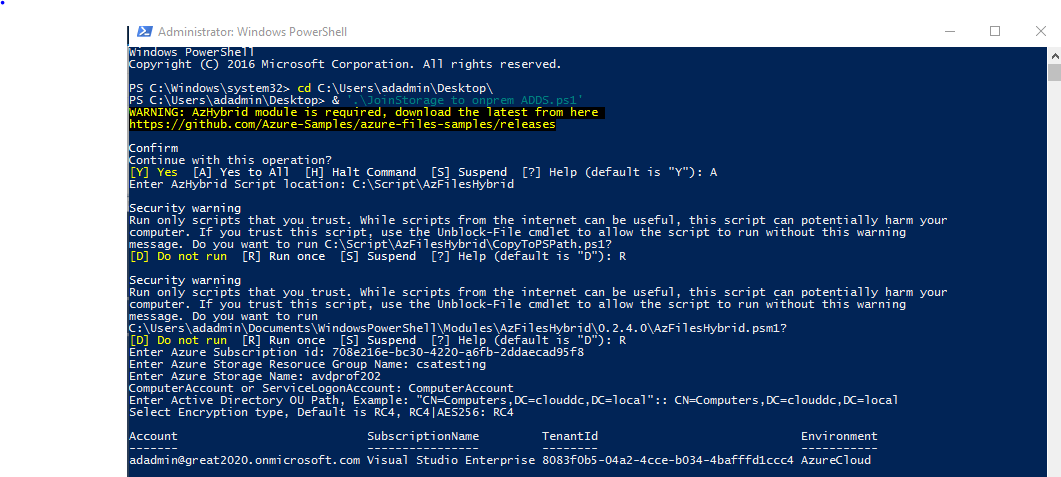 Administrator: Windows PowerShell
Windows PowerShell
Copyright (C) 2016 Microsoft Corporation. All rights reserved.
PS C:\Windows\system32> cd C:\Users\adadmin\Desktop\
PS C:\Users\adadmin\Desktop> & '.\JoinStorage to onprem ADDS.ps1'
WARNING: AzHybrid module is required, download the latest from here
https://github.com/Azure-Samples/azure-files-samples/releases
Confirm
Continue with this operation?
[Y] Yes  [A] Yes to All  [H] Halt Command  [S] Suspend  [?] Help (default is "Y"): A
Enter AzHybrid Script location: C:\Script\AzFilesHybrid
Security warning
Run only scripts that you trust. While scripts from the internet can be useful, this script can potentially harm your
computer. If you trust this script, use the Unblock-File cmdlet to allow the script to run without this warning
message. Do you want to run C:\Script\AzFilesHybrid\CopyToPSPath.ps1?
[D] Do not run  [R] Run once  [S] Suspend  [?] Help (default is "D"): R
Security warning
Run only scripts that you trust. While scripts from the internet can be useful, this script can potentially harm your
computer. If you trust this script, use the Unblock-File cmdlet to allow the script to run without this warning
message. Do you want to run
C:\Users\adadmin\Documents\WindowsPowerShell\Modules\AzFilesHybrid\0.2.4.0\AzFilesHybrid.psm1?
[D] Do not run  [R] Run once  [S] Suspend  [?] Help (default is "D"): R
Enter Azure Subscription id: 708e216e-bc30-4220-a6fb-2ddaecad95f8
Enter Azure Storage Resoruce Group Name: csatesting
Enter Azure Storage Name: avdprof202
ComputerAccount or ServiceLogonAccount: ComputerAccount
Enter Active Directory OU Path, Example: "CN=Computers,DC=clouddc,DC=local":: CN=Computers,DC=clouddc,DC=local
Select Encryption type, Default is RC4, RC4|AES256: RC4
Account SubscriptionName TenantId Environment
------- ---------------- -------- -----------
adadmin@great2020.onmicrosoft.com Visual Studio Enterprise 8083f0b5-04a2-4cce-b034-4bafffd1ccc4 AzureCloud